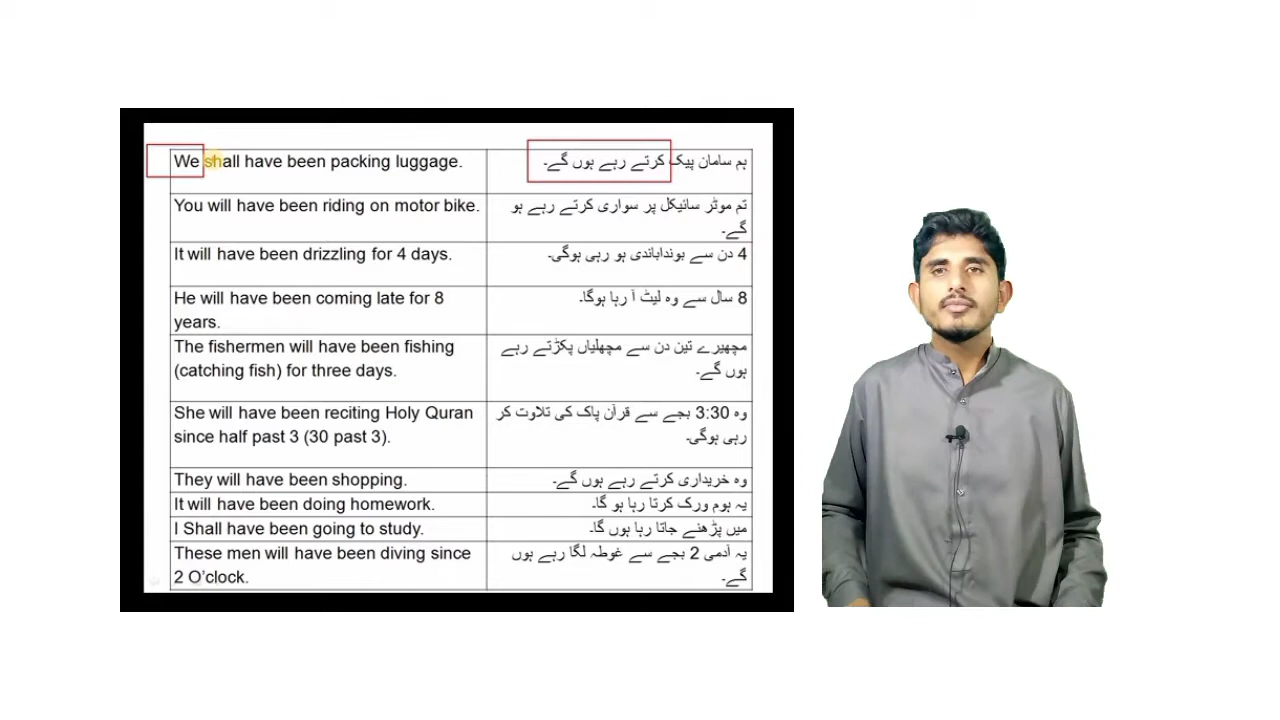 We shall have been packing luggage.
ہم سامان پیک کرتے رہے ہوں گے۔
You will have been riding on motor bike.
تم موٹر سائیکل پر سواری کرتے رہے ہو
گے۔
It will have been drizzling for 4 days.
4 دن سے بونداباندی ہو رہی ہوگی۔
He will have been coming late for 8
years.
8 سال سے وہ لیٹ آ رہا ہوگا۔
The fishermen will have been fishing
(catching fish) for three days.
مچھیرے تین دن سے مچھلیاں پکڑتے رہے
ہوں گے۔
She will have been reciting Holy Quran
since half past 3 (30 past 3).
وہ 3:30 بجے سے قرآن پاک کی تلاوت کر
رہی ہوگی۔
They will have been shopping.
وہ خریداری کرتے رہے ہوں گے۔
It will have been doing homework.
یہ ہوم ورک کرتا رہا ہو گا۔
I Shall have been going to study.
میں پڑھنے جاتا رہا ہوں گا۔
These men will have been diving since
2 O’clock.
یہ آدمی 2 بجے سے غوطہ لگا رہے ہوں
گے۔